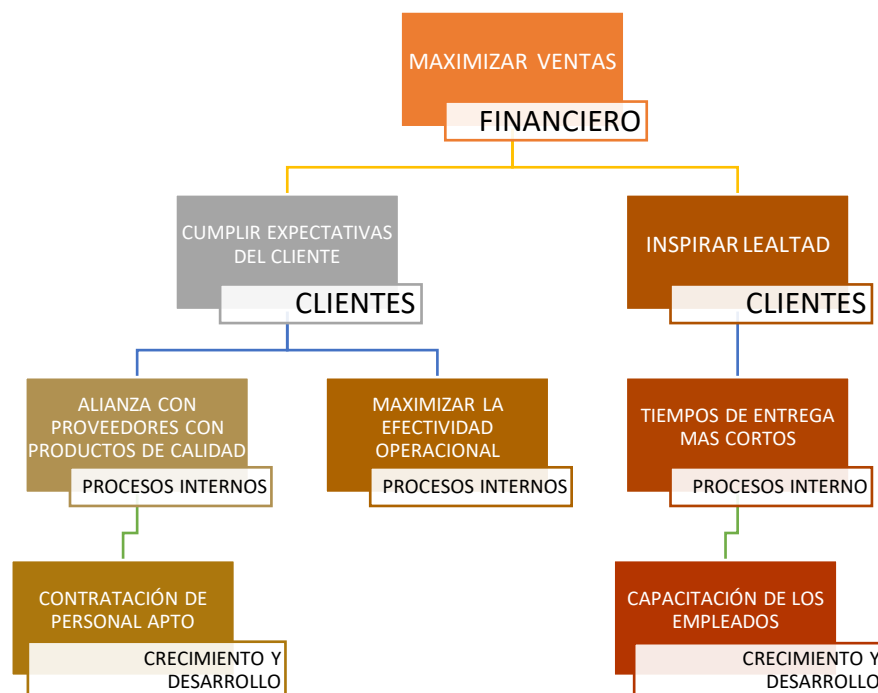 MAXIMIZAR VENTAS
FINANCIERO
CUMPLIR EXPECTATIVAS
DEL CLIENTE
CLIENTES
INSPIRAR LEALTAD
CLIENTES
ALIANZA CON
PROVEEDORES CON
PRODUCTOS DE CALIDAD
PROCESOS INTERNOS
MAXIMIZAR LA
EFECTIVIDAD
OPERACIONAL
PROCESOS INTERNOS
TIEMPOS DE ENTREGA
MAS CORTOS
PROCESOS INTERNO
CONTRATACIÓN DE
PERSONAL APTO
CRECIMIENTO Y
DESARROLLO
CAPACITACIÓN DE LOS
EMPLEADOS
CRECIMIENTO Y
DESARROLLO